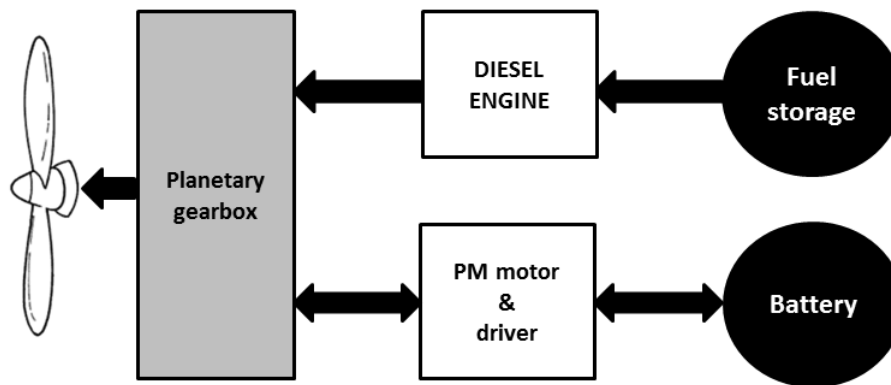 DIESEL
ENGINE
Fuel
storage
Planetary
gearbox
PM motor
&
driver
Battery